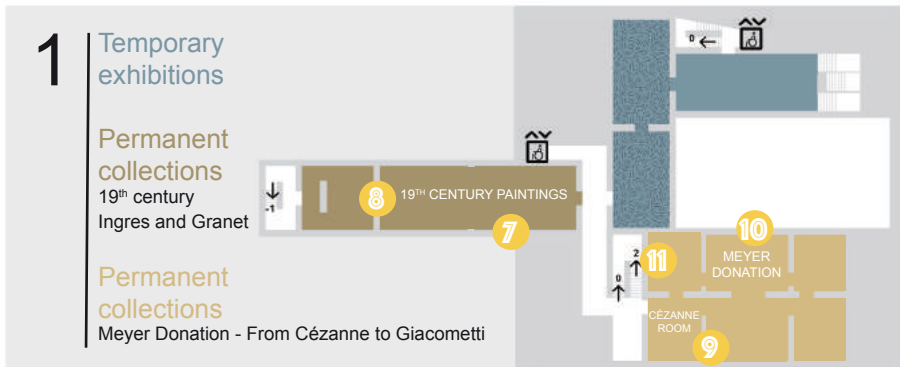 1
Temporary
exhibitions
Permanent
collections
19th century
Ingres and Granet
Permanent
collections
Meyer Donation - From Cézanne to Giacometti
0
-1
8
19TH CENTURY PAINTINGS
7
2
0
11
10
MEYER
DONATION
CÉZANNE
ROOM
9